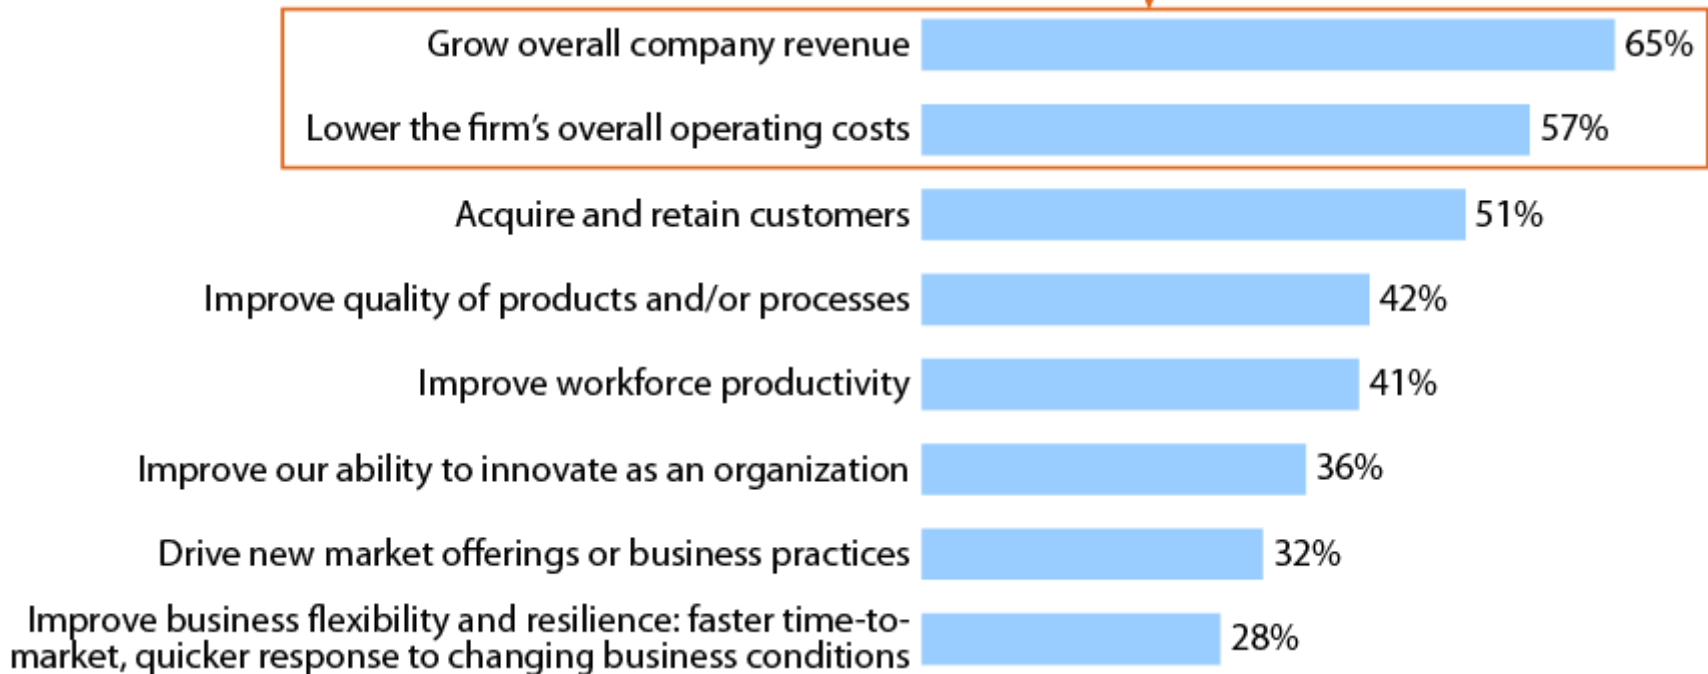 Grow overall company revenue 65%
Lower the firm’s overall operating costs 57%
Acquire and retain customers 51%
Improve quality of products and/or processes 42%
Improve workforce productivity 41%
Improve our ability to innovate as an organization 36%
Drive new market offerings or business practices 32%
Improve business flexibility and resilience: faster time-to-
market, quicker response to changing business conditions 28%